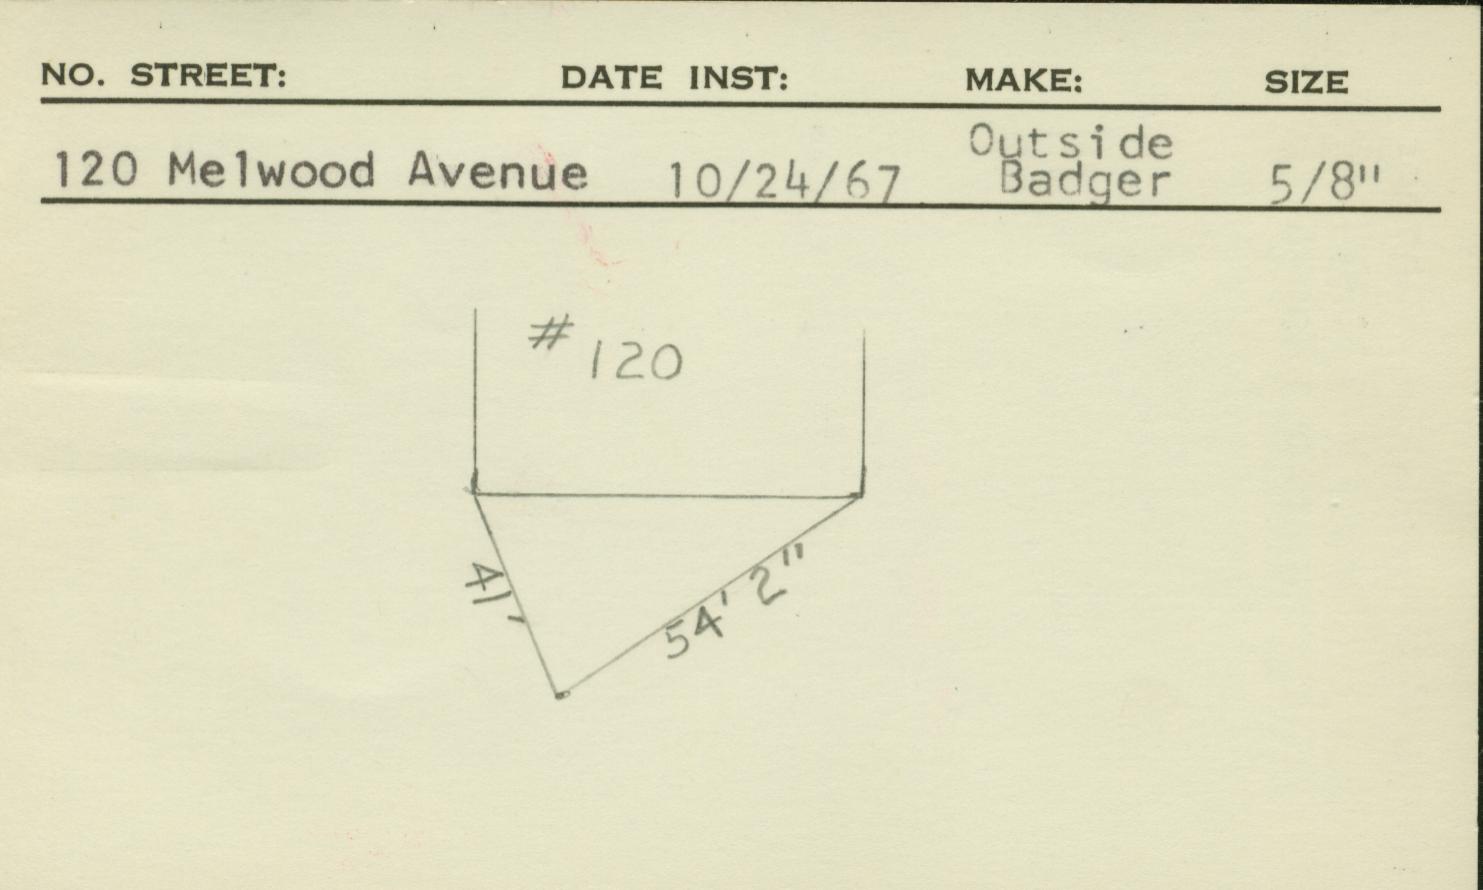 NO. STREET: DATE INST: MAKE: SIZE
120 Melwood Avenue 10/24/67 Outside Badger 5/8"
# 120
41'
54' 2"